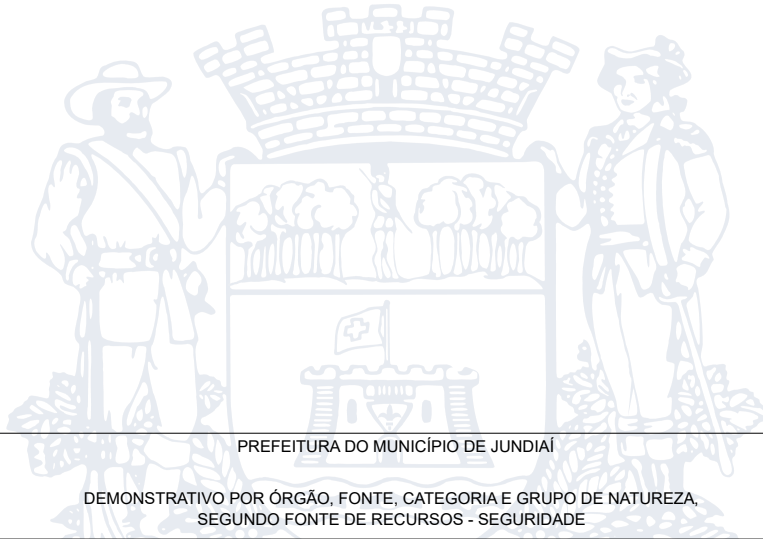 PREFEITURA DO MUNICÍPIO DE JUNDIAÍ
DEMONSTRATIVO POR ÓRGÃO, FONTE, CATEGORIA E GRUPO DE NATUREZA,
SEGUNDO FONTE DE RECURSOS - SEGURIDADE